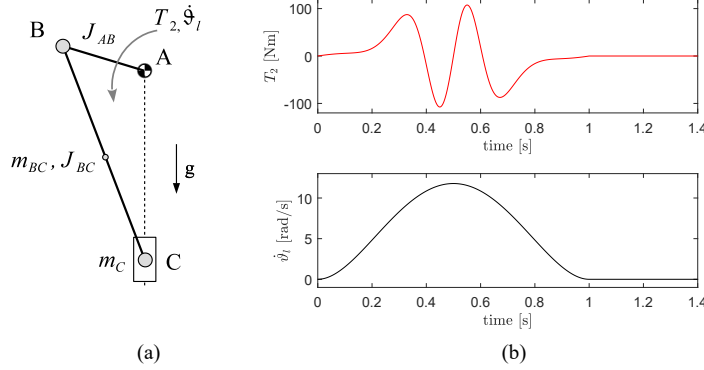 B
J_AB
T_2, ϑ̇_l
A
m_BC, J_BC
g
m_C
C
(a)
T_2 [Nm]
100
0
-100
0 0.2 0.4 0.6 0.8 1 1.2 1.4
time [s]
ϑ̇_l [rad/s]
10
5
0
0 0.2 0.4 0.6 0.8 1 1.2 1.4
time [s]
(b)